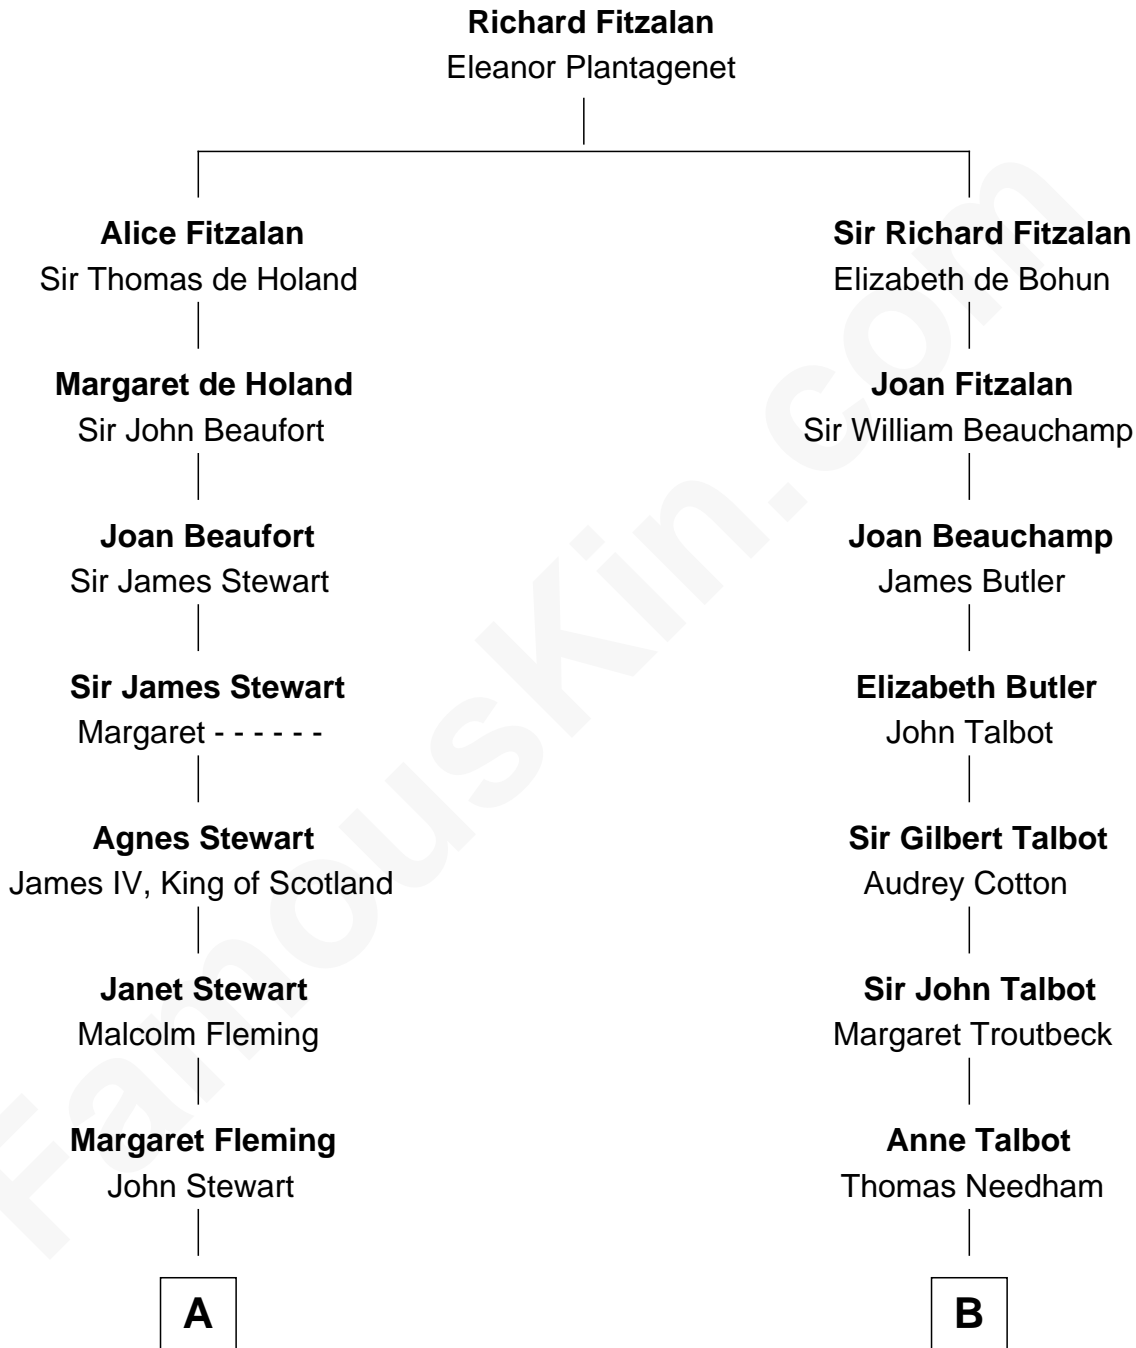 Richard Fitzalan
Eleanor Plantagenet
Alice Fitzalan
Sir Thomas de Holand
Sir Richard Fitzalan
Elizabeth de Bohun
Margaret de Holand
Sir John Beaufort
Joan Fitzalan
Sir William Beauchamp
Joan Beaufort
Sir James Stewart
Joan Beauchamp
James Butler
Sir James Stewart
Margaret - - - - - -
Elizabeth Butler
John Talbot
Agnes Stewart
James IV, King of Scotland
Sir Gilbert Talbot
Audrey Cotton
Janet Stewart
Malcolm Fleming
Sir John Talbot
Margaret Troutbeck
Margaret Fleming
John Stewart
Anne Talbot
Thomas Needham
A
B
FamousKin.com